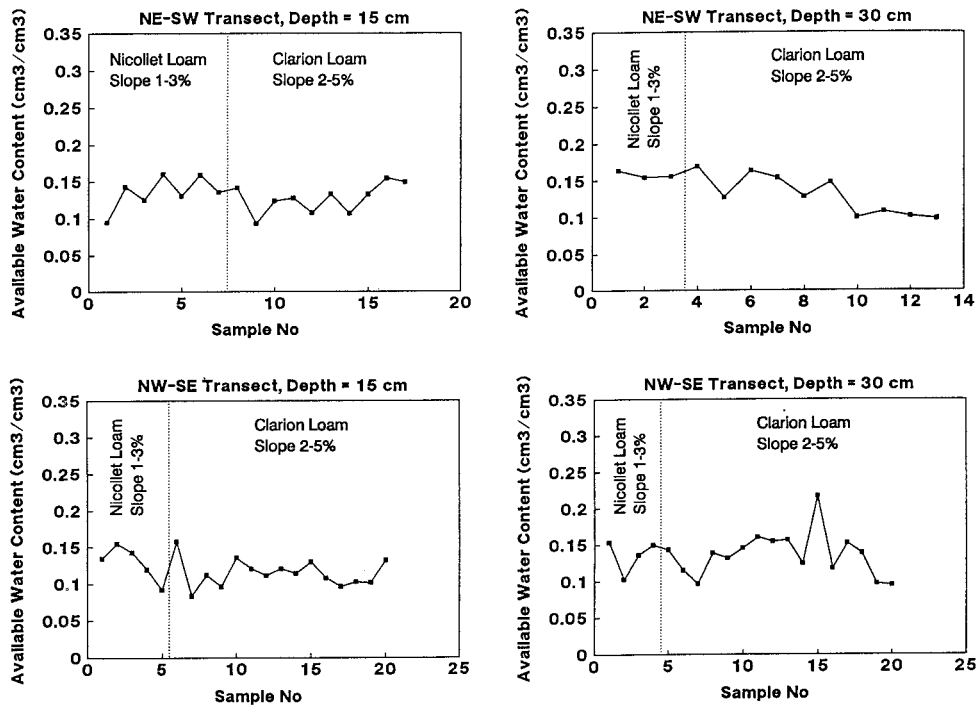 NE-SW Transect, Depth = 15 cm
Available Water Content (cm3/cm3)
0.35
0.3
0.25
0.2
0.15
0.1
0.05
0
Nicollet Loam
Slope 1-3%
Clarion Loam
Slope 2-5%
0 5 10 15 20
Sample No
NE-SW Transect, Depth = 30 cm
Available Water Content (cm3/cm3)
0.35
0.3
0.25
0.2
0.15
0.1
0.05
0
Nicollet Loam
Slope 1-3%
Clarion Loam
Slope 2-5%
0 2 4 6 8 10 12 14
Sample No
NW-SE Transect, Depth = 15 cm
Available Water Content (cm3/cm3)
0.35
0.3
0.25
0.2
0.15
0.1
0.05
0
Nicollet Loam
Slope 1-3%
Clarion Loam
Slope 2-5%
0 5 10 15 20 25
Sample No
NW-SE Transect, Depth = 30 cm
Available Water Content (cm3/cm3)
0.35
0.3
0.25
0.2
0.15
0.1
0.05
0
Nicollet Loam
Slope 1-3%
Clarion Loam
Slope 2-5%
0 5 10 15 20 25
Sample No